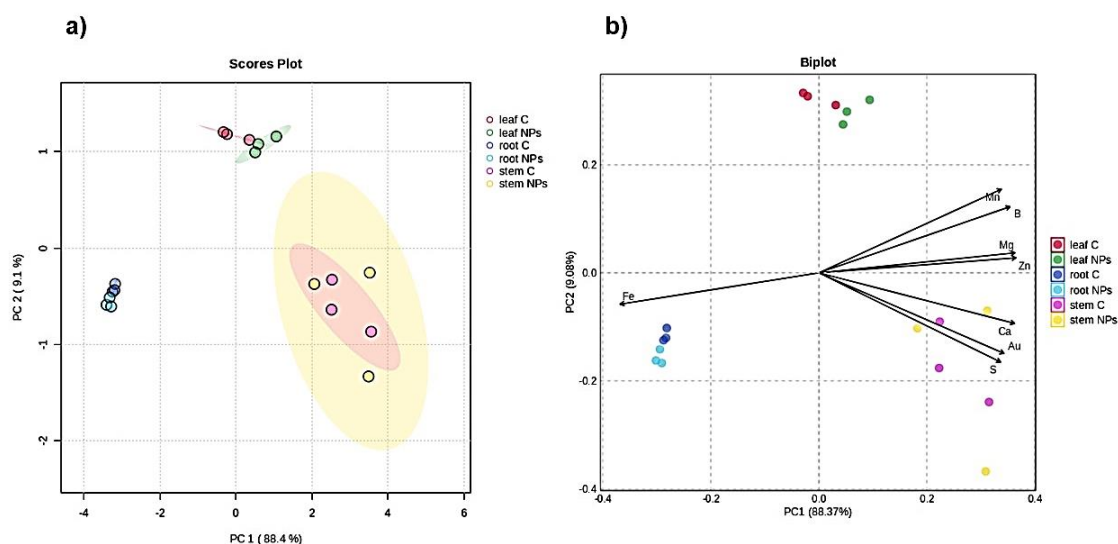 a)
Scores Plot
PC 2 ( 9.1 %)
1
0
-1
-2
-4
-2
0
2
4
6
PC 1 ( 88.4 %)
leaf C
leaf NPs
root C
root NPs
stem C
stem NPs
b)
Biplot
PC2 (9.08%)
0.2
0.0
-0.2
-0.4
-0.4
-0.2
0.0
0.2
0.4
PC1 (88.37%)
Mn
B
Mg
Zn
Fe
Ca
Au
S
leaf C
leaf NPs
root C
root NPs
stem C
stem NPs